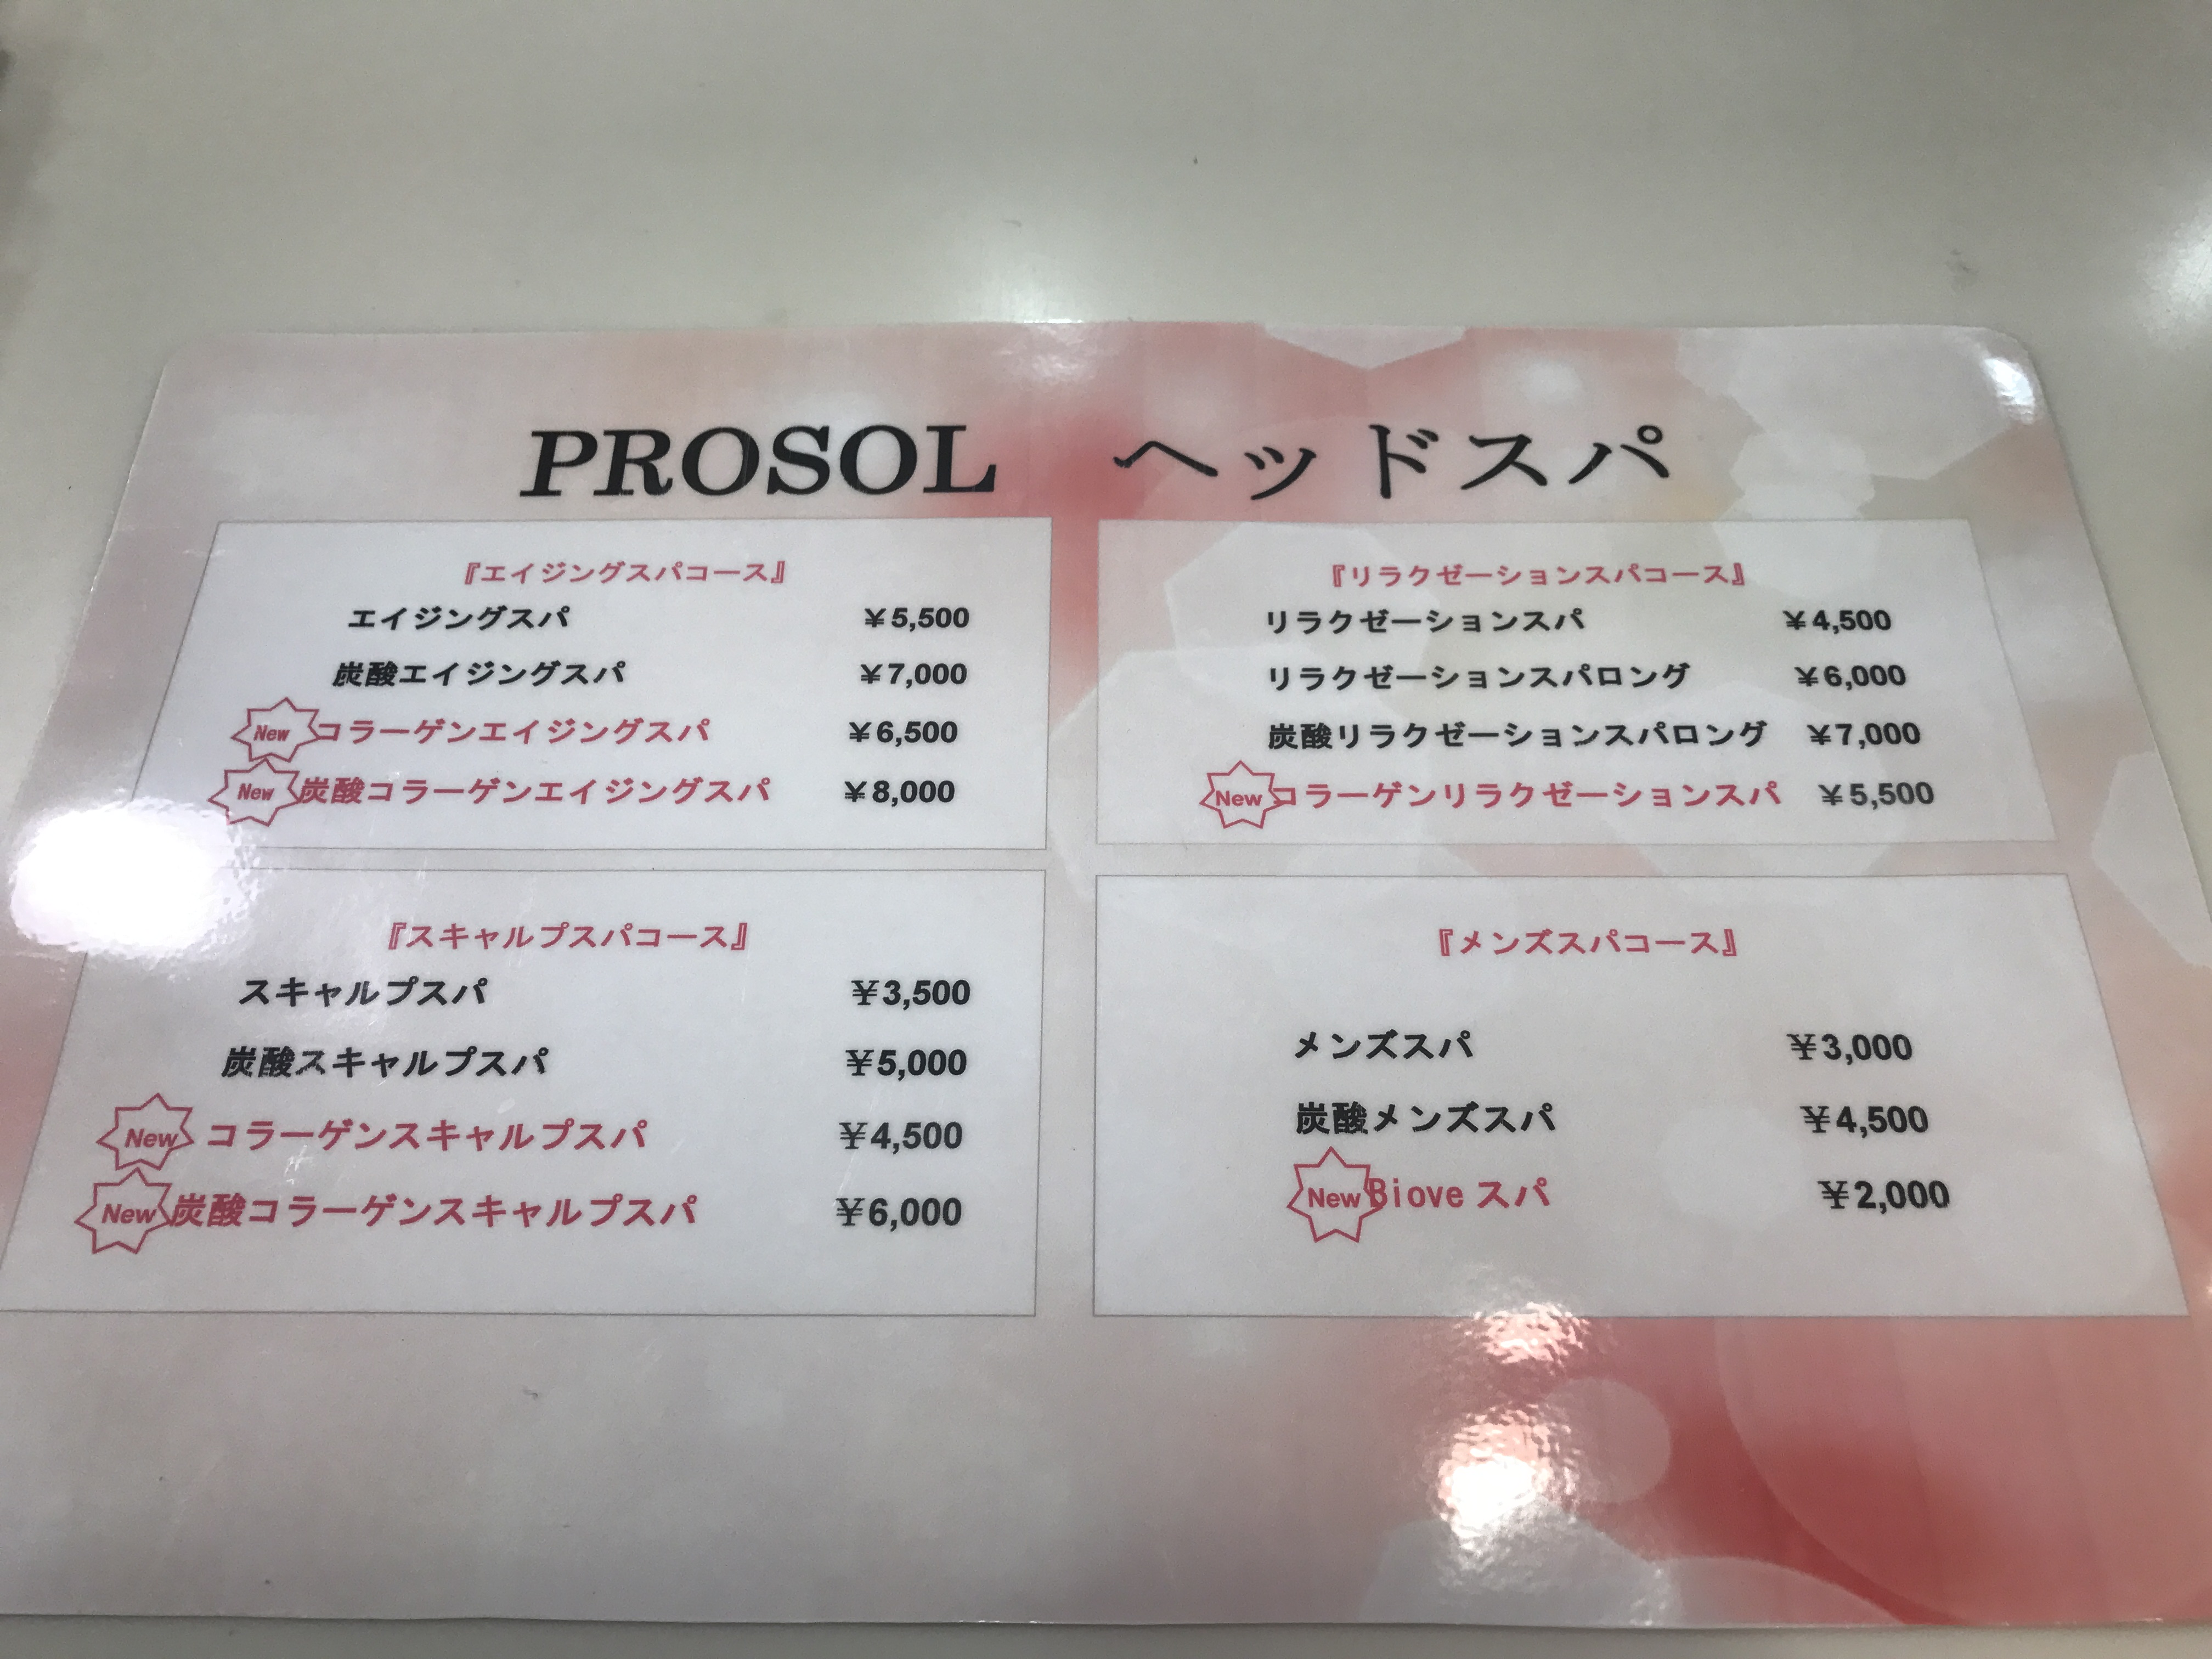 PROSOL ヘッドスパ
『エイジングスパコース』
エイジングスパ ¥5,500
炭酸エイジングスパ ¥7,000
New コラーゲンエイジングスパ ¥6,500
New 炭酸コラーゲンエイジングスパ ¥8,000
『リラクゼーションスパコース』
リラクゼーションスパ ¥4,500
リラクゼーションスパロング ¥6,000
炭酸リラクゼーションスパロング ¥7,000
New コラーゲンリラクゼーションスパ ¥5,500
『スキャルプスパコース』
スキャルプスパ ¥3,500
炭酸スキャルプスパ ¥5,000
New コラーゲンスキャルプスパ ¥4,500
New 炭酸コラーゲンスキャルプスパ ¥6,000
『メンズスパコース』
メンズスパ ¥3,000
炭酸メンズスパ ¥4,500
New Biove スパ ¥2,000